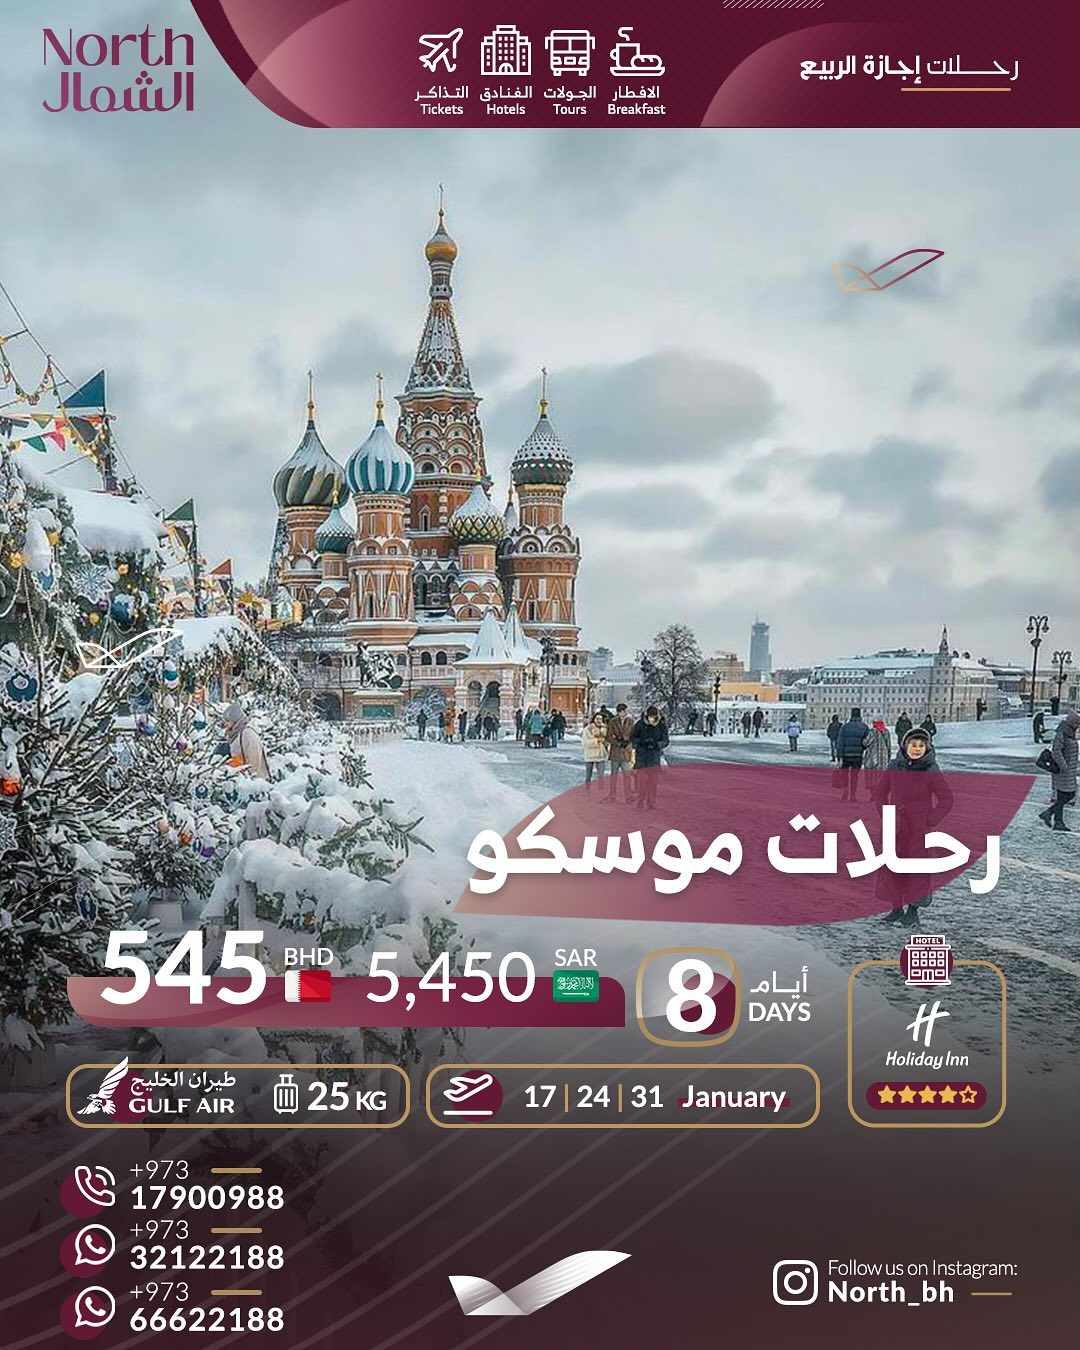 North
الشمال
التذاكر
Tickets
الفنادق
Hotels
الجولات
Tours
الافطار
Breakfast
رحلات إجازة الربيع
رحلات موسكو
545 BHD
5,450 SAR
8 أيام
DAYS
HOTEL
Holiday Inn
طيران الخليج
GULF AIR
25 KG
17 | 24 | 31 January
+973
17900988
+973
32122188
+973
66622188
Follow us on Instagram:
North_bh